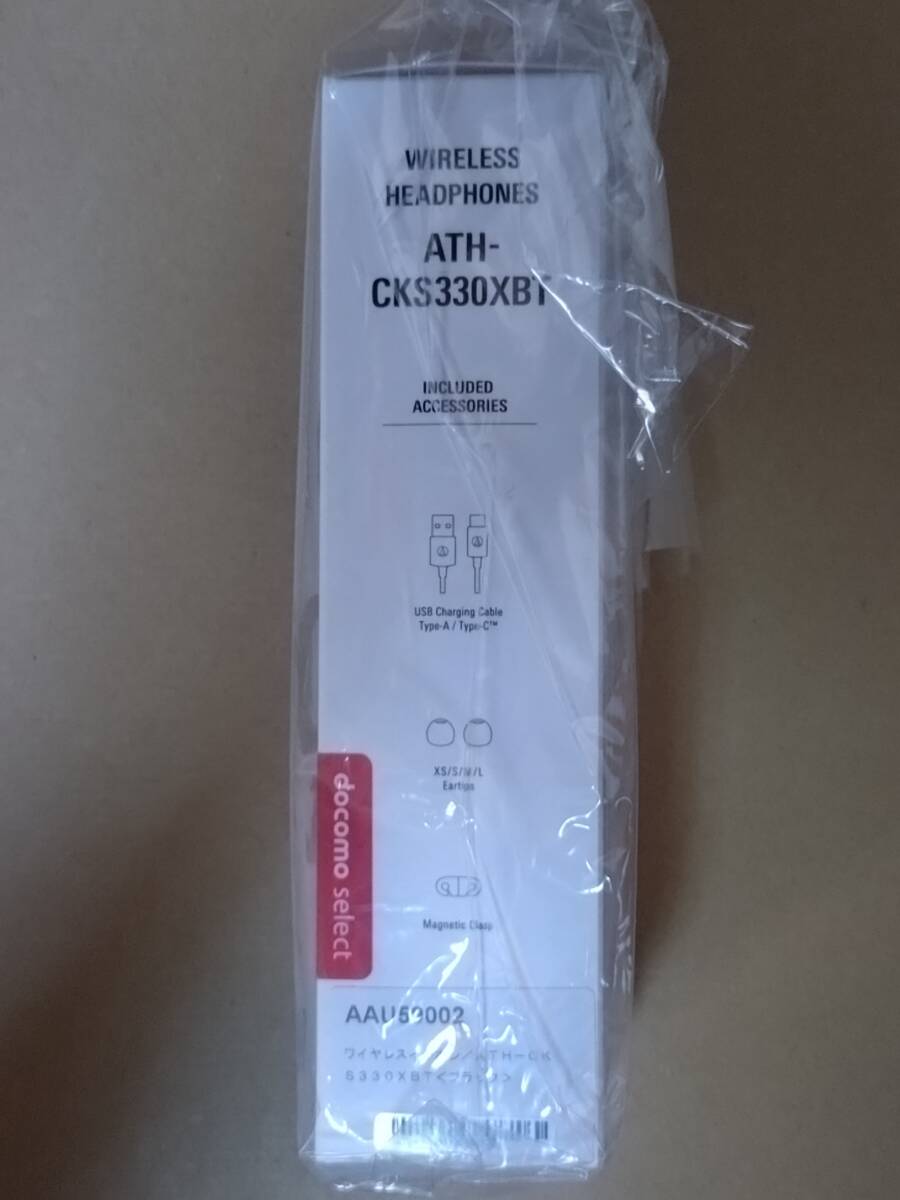 WIRELESS
HEADPHONES
ATH-
CKS330XBT
INCLUDED
ACCESSORIES
USB Charging Cable
Type-A / Type-C™
XS/S/M/L
Eartips
Magnetic Clasp
docomo select
AAU59002
ワイヤレスイヤホン/ATH-CK
S330XBT<ブラック>